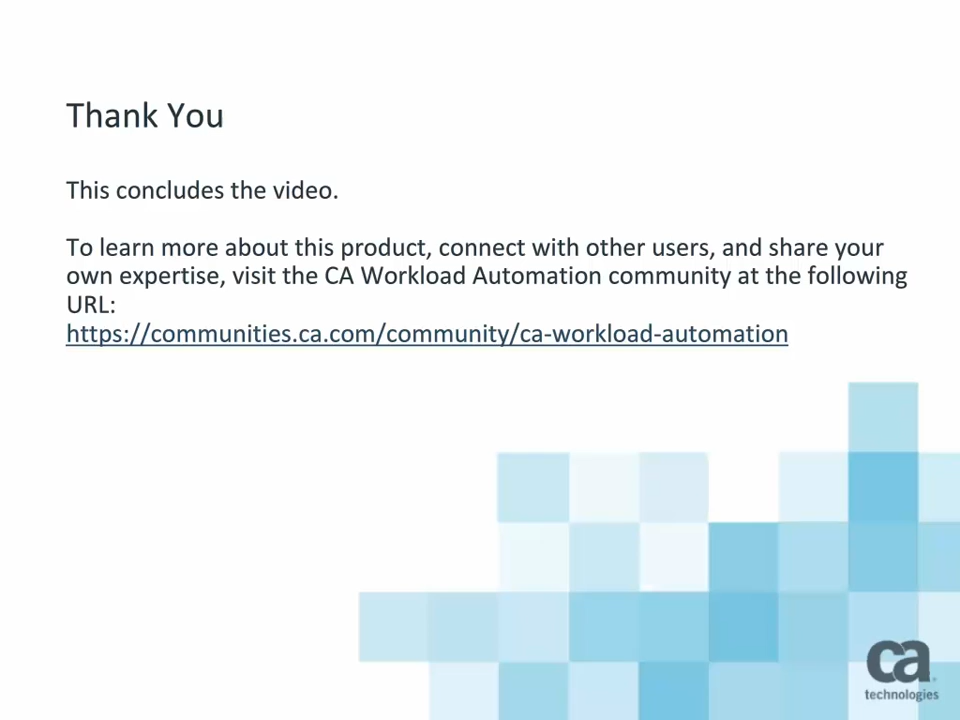 Thank You
This concludes the video.
To learn more about this product, connect with other users, and share your
own expertise, visit the CA Workload Automation community at the following
URL:
https://communities.ca.com/community/ca-workload-automation
ca
technologies